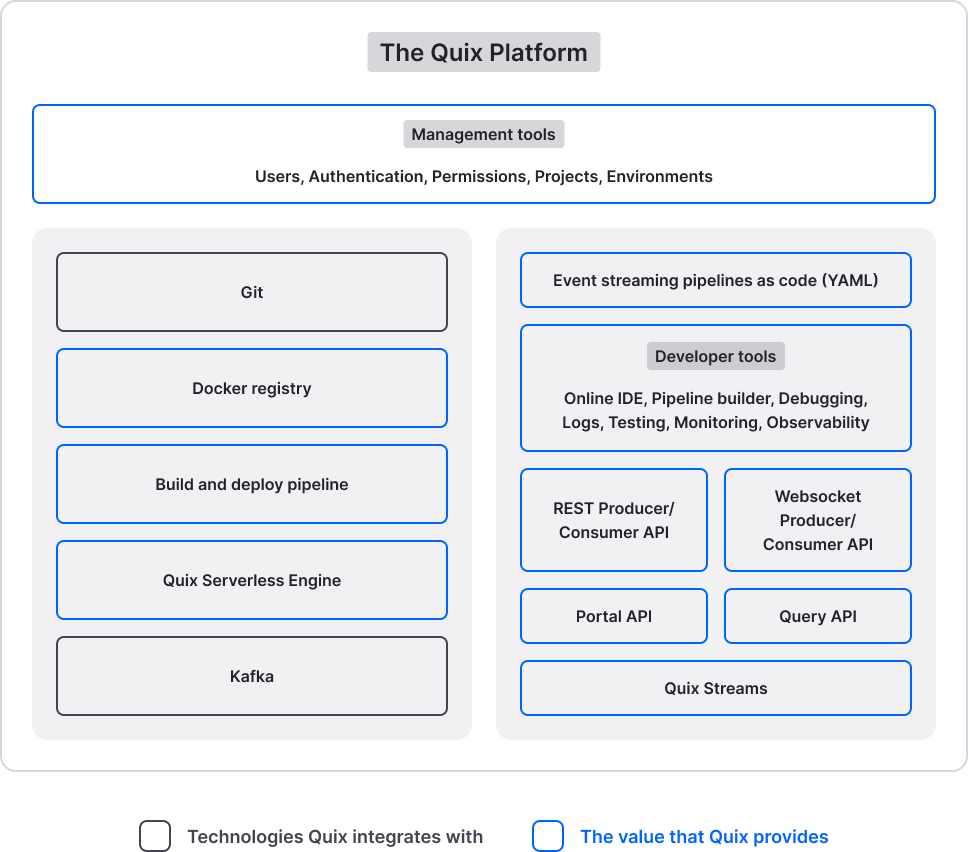 The Quix Platform
Management tools
Users, Authentication, Permissions, Projects, Environments
Git
Docker registry
Build and deploy pipeline
Quix Serverless Engine
Kafka
Event streaming pipelines as code (YAML)
Developer tools
Online IDE, Pipeline builder, Debugging,
Logs, Testing, Monitoring, Observability
REST Producer/
Consumer API
Websocket
Producer/
Consumer API
Portal API
Query API
Quix Streams
Technologies Quix integrates with
The value that Quix provides